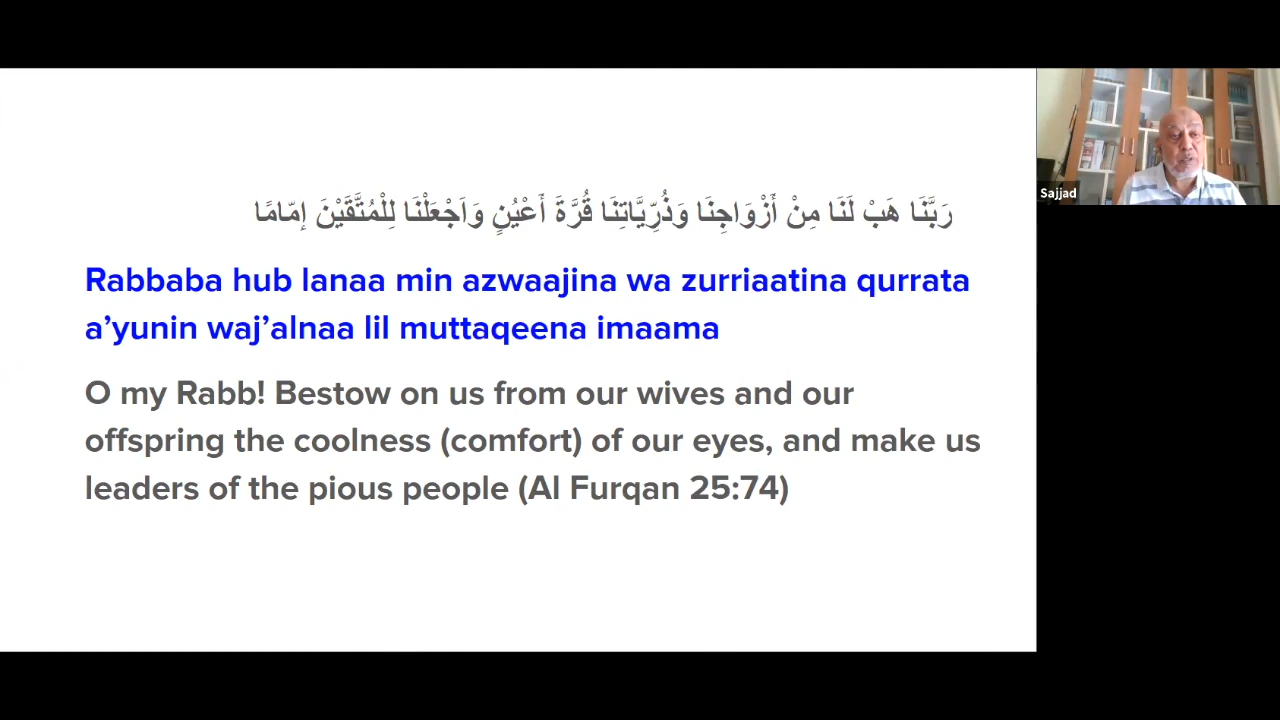 رَبَّنَا هَبْ لَنَا مِنْ أَزْوَاجِنَا وَذُرِّيَّاتِنَا قُرَّةَ أَعْيُنٍ وَاَجْعَلْنَا لِلْمُتَّقَيْنَ إمّامًا
Rabbaba hub lanaa min azwaajina wa zurriaatina qurrata
a’yunin waj’alnaa lil muttaqeena imaama
O my Rabb! Bestow on us from our wives and our
offspring the coolness (comfort) of our eyes, and make us
leaders of the pious people (Al Furqan 25:74)
Sajjad